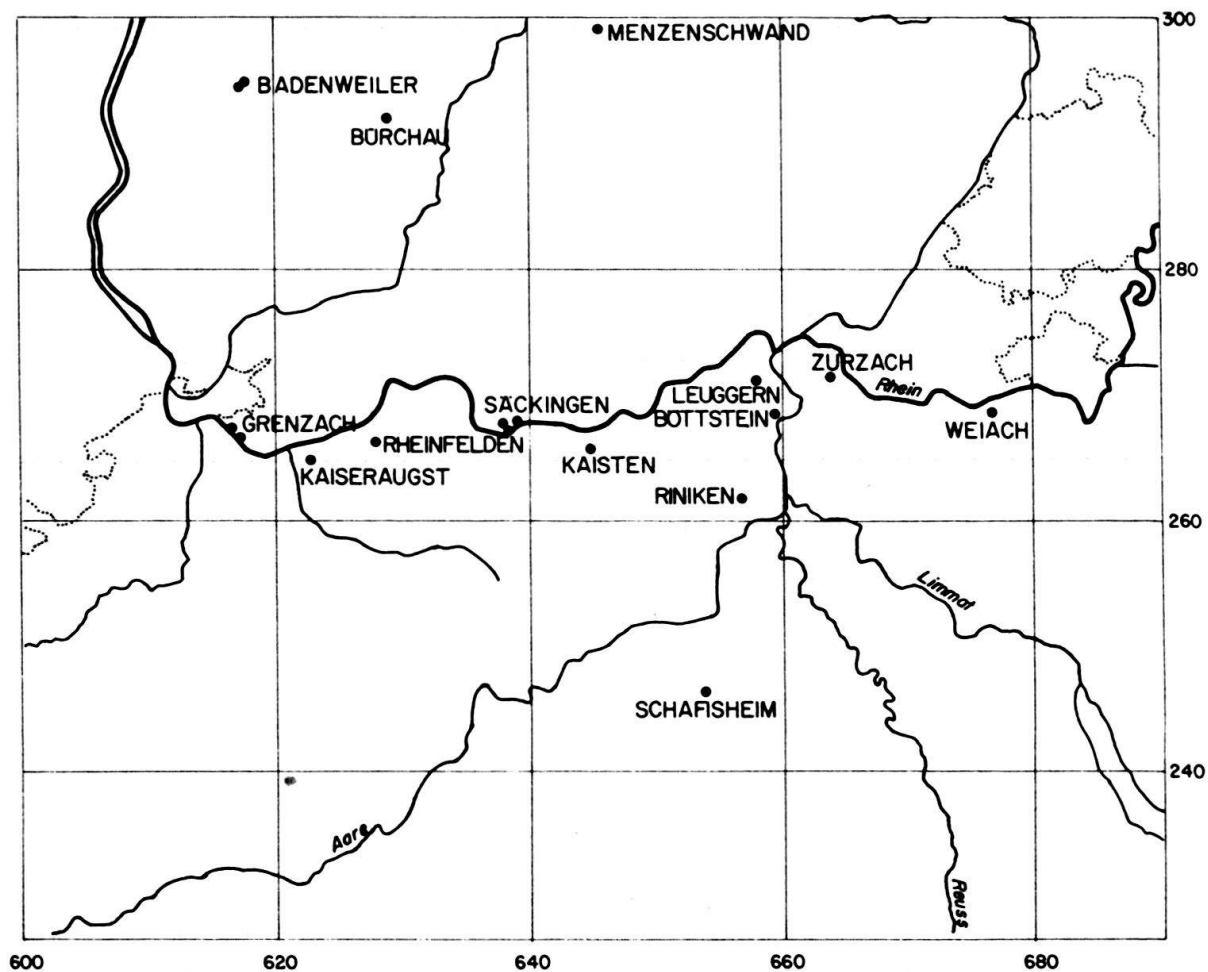 300
MENZENSCHWAND
BADENWEILER
BÜRCHAU
280
ZURZACH
LEUGGERN
Rhein
SÄCKINGEN
BÖTTSTEIN
GRENZACH
WEIACH
RHEINFELDEN
KAISTEN
KAISERAUGST
RINIKEN
260
Limmat
SCHAFISHEIM
240
Aare
Reuss
600
620
640
660
680